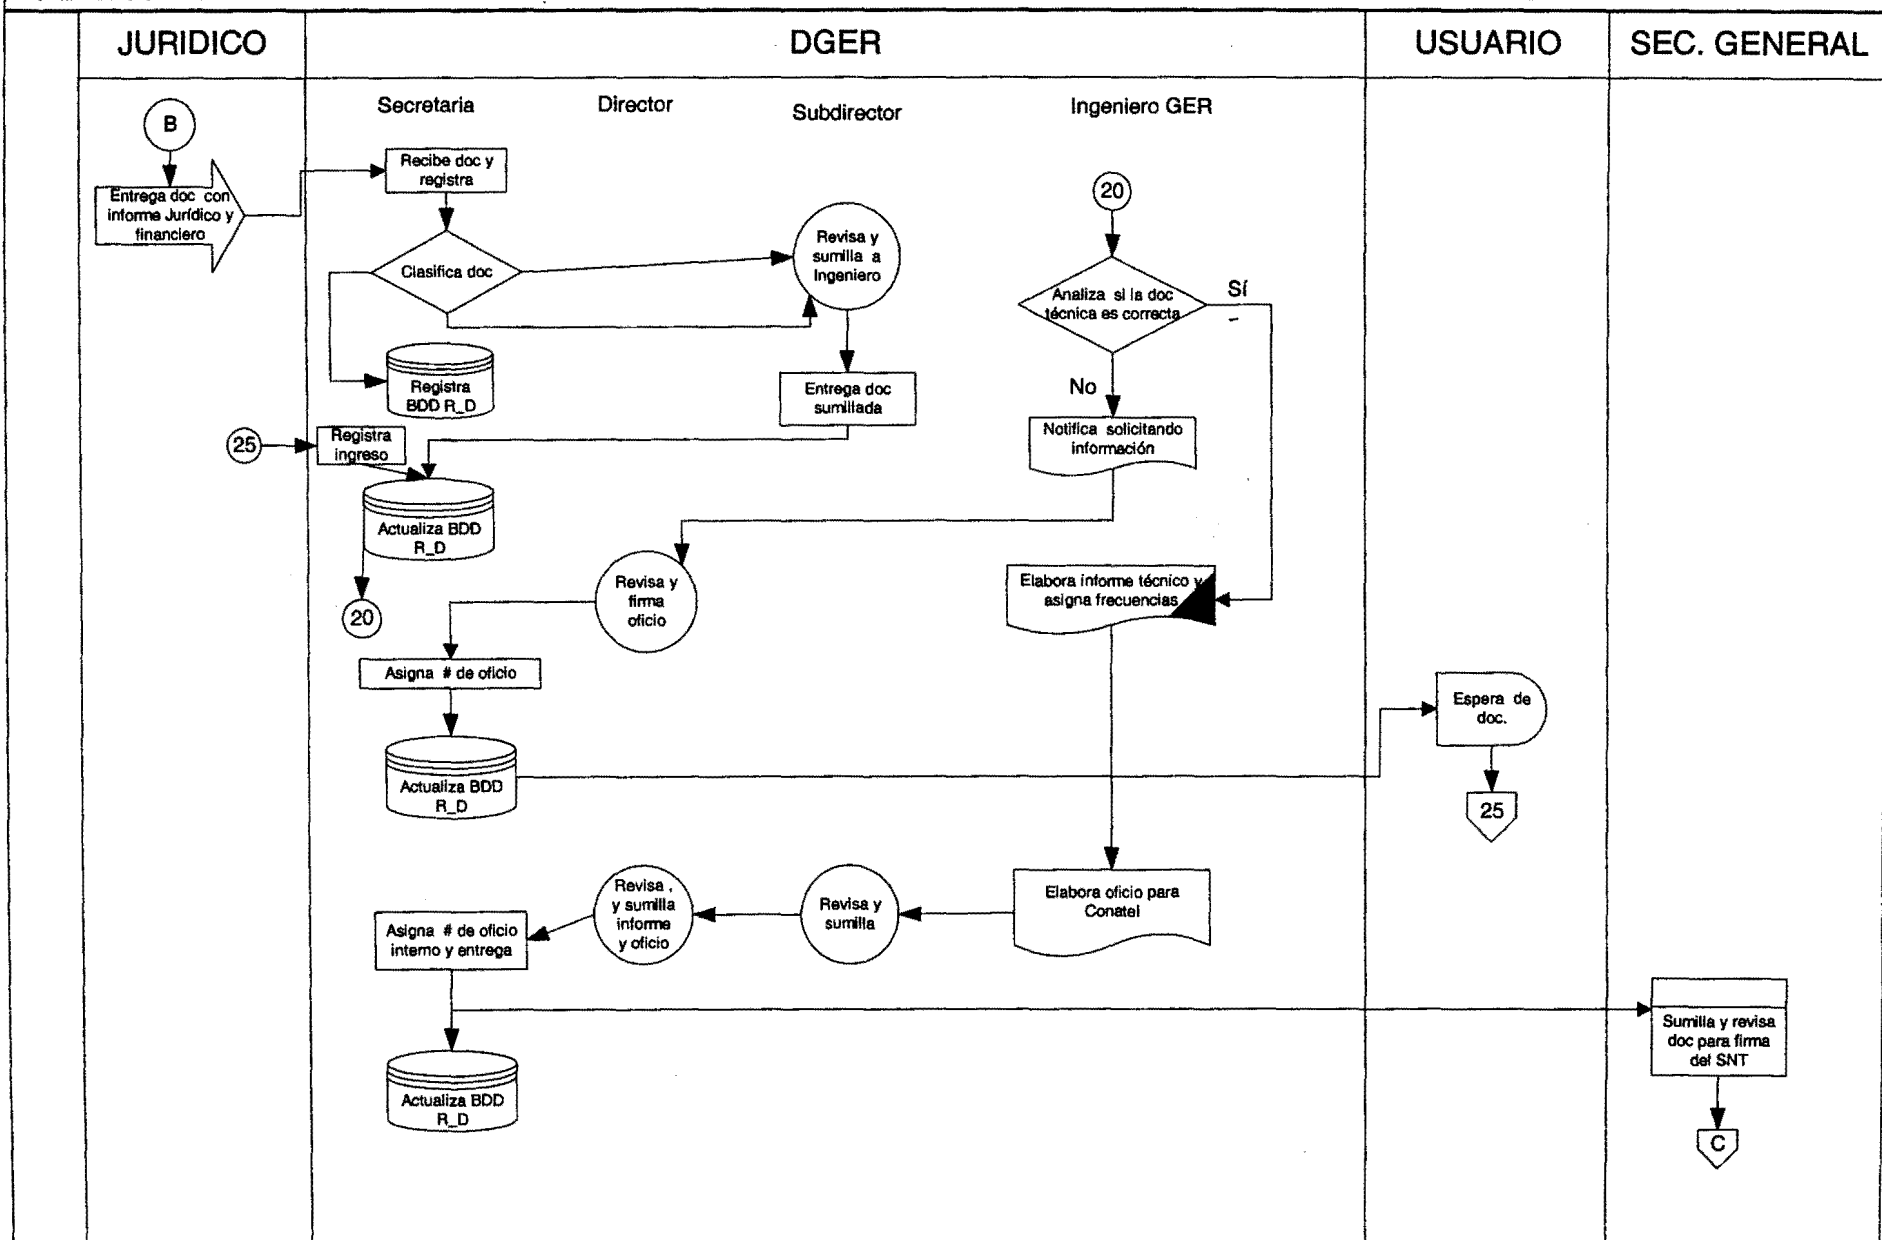 JURIDICO
DGER
USUARIO
SEC. GENERAL
Secretaria
Director
Subdirector
Ingeniero GER
B
Entrega doc con
informe Jurídico y
financiero
Recibe doc y
registra
Clasifica doc
Revisa y
sumilla a
Ingeniero
20
Analiza si la doc
técnica es correcta
Sí
No
Registra
BDD R_D
Entrega doc
sumillada
Notifica solicitando
información
25
Registra
ingreso
Actualiza BDD
R_D
20
Revisa y
firma
oficio
Elabora informe técnico y
asigna frecuencias
Asigna # de oficio
Actualiza BDD
R_D
Espera de
doc.
25
Elabora oficio para
Conatel
Revisa y
sumilla
Revisa ,
y sumilla
informe
y oficio
Asigna # de oficio
interno y entrega
Actualiza BDD
R_D
Sumilla y revisa
doc para firma
del SNT
C